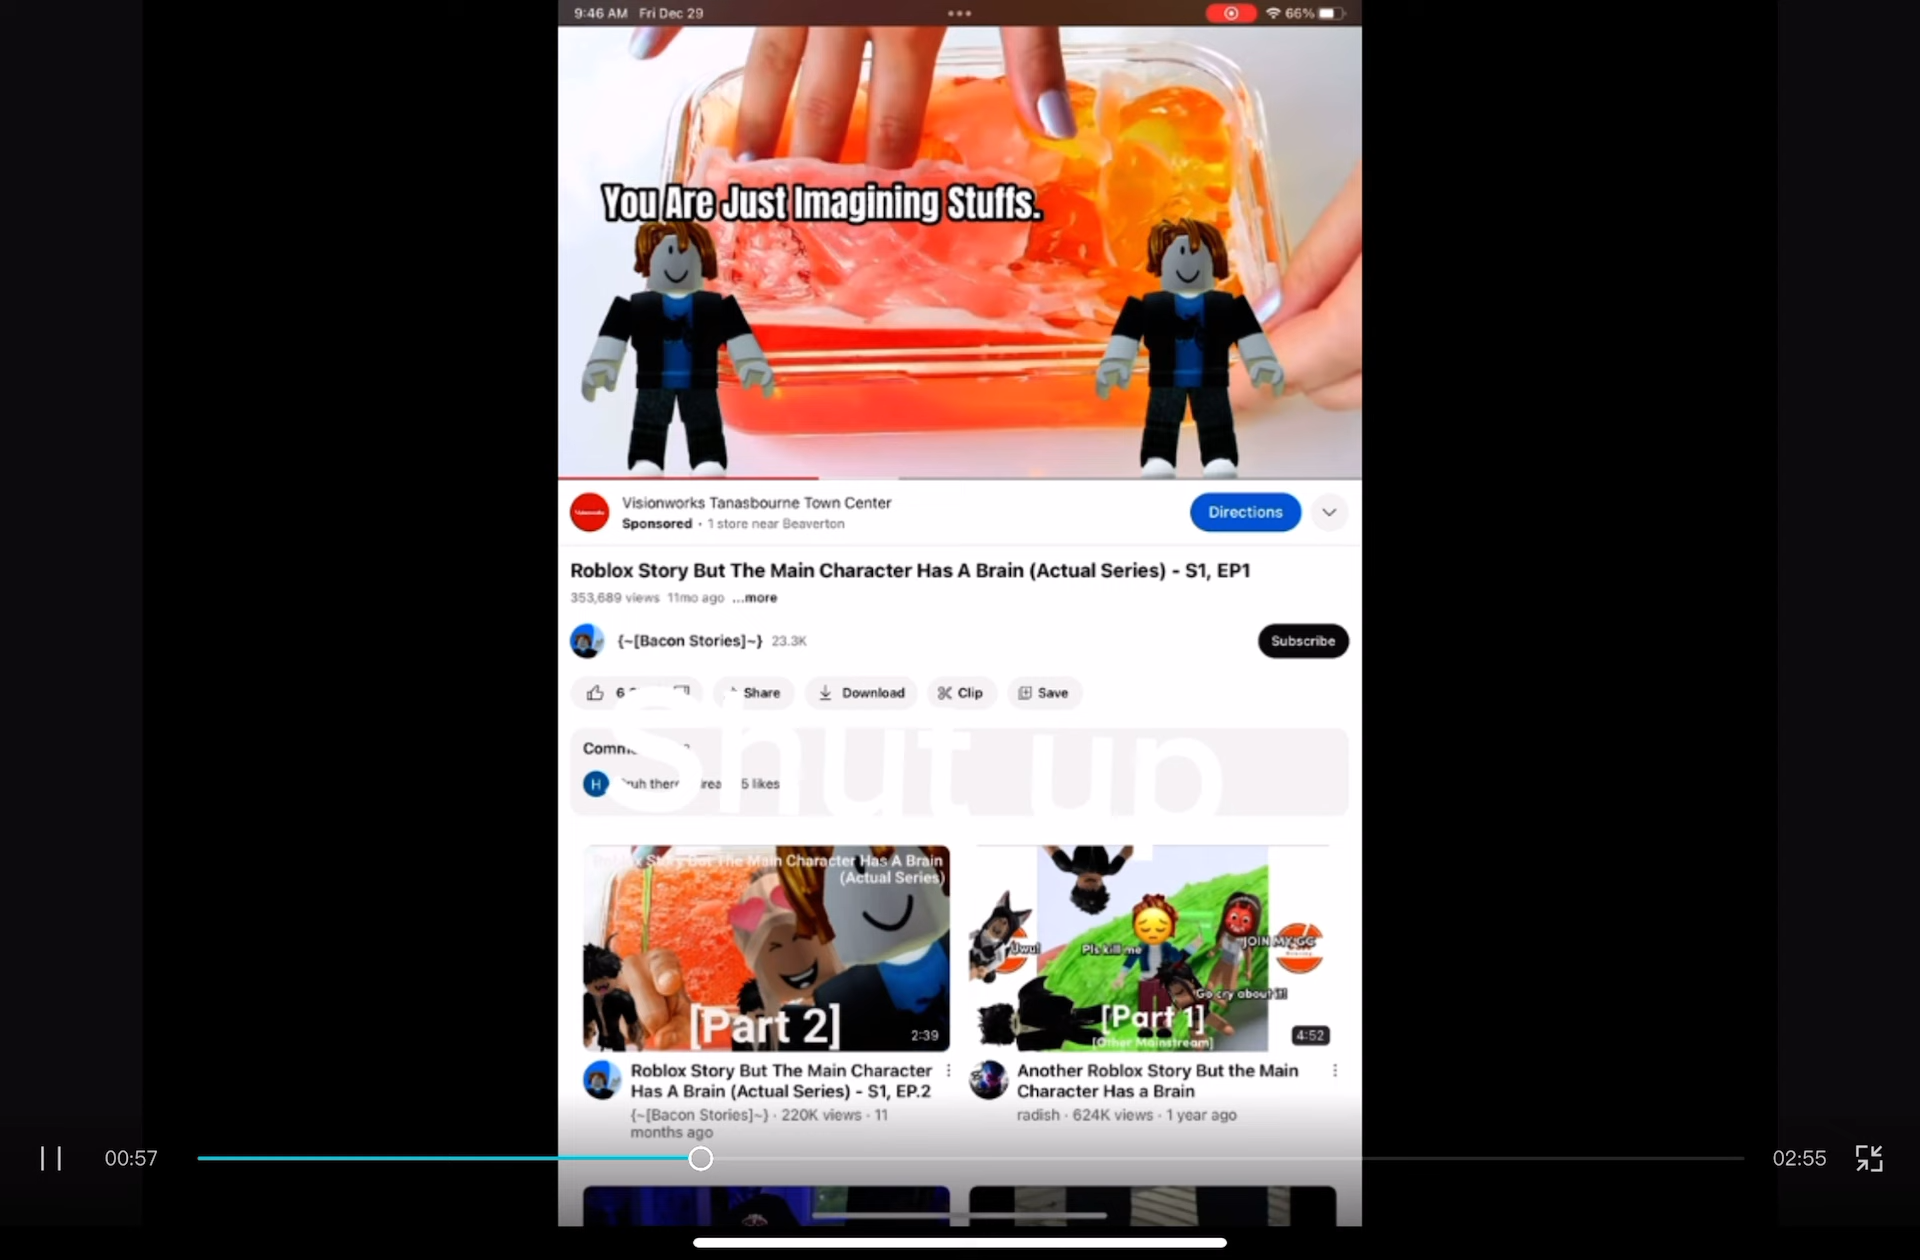 9:46 AM Fri Dec 29
66%
You Are Just Imagining Stuffs.
Visionworks Tanasbourne Town Center
Sponsored · 1 store near Beaverton
Directions
Roblox Story But The Main Character Has A Brain (Actual Series) - S1, EP1
353,689 views 11mo ago ...more
{~[Bacon Stories]~} 23.3K
Subscribe
Share
Download
Clip
Save
Shut up
H
5 likes
Roblox Story But The Main Character Has A Brain
(Actual Series)
[Part 2]
2:39
Uwu!
Pls kill me
JOIN MY GC
Go cry about it!
[Part 1]
[Other Mainstream]
4:52
Roblox Story But The Main Character
Has A Brain (Actual Series) - S1, EP.2
{~[Bacon Stories]~} · 220K views · 11
months ago
Another Roblox Story But the Main
Character Has a Brain
radish · 624K views · 1 year ago
00:57
02:55